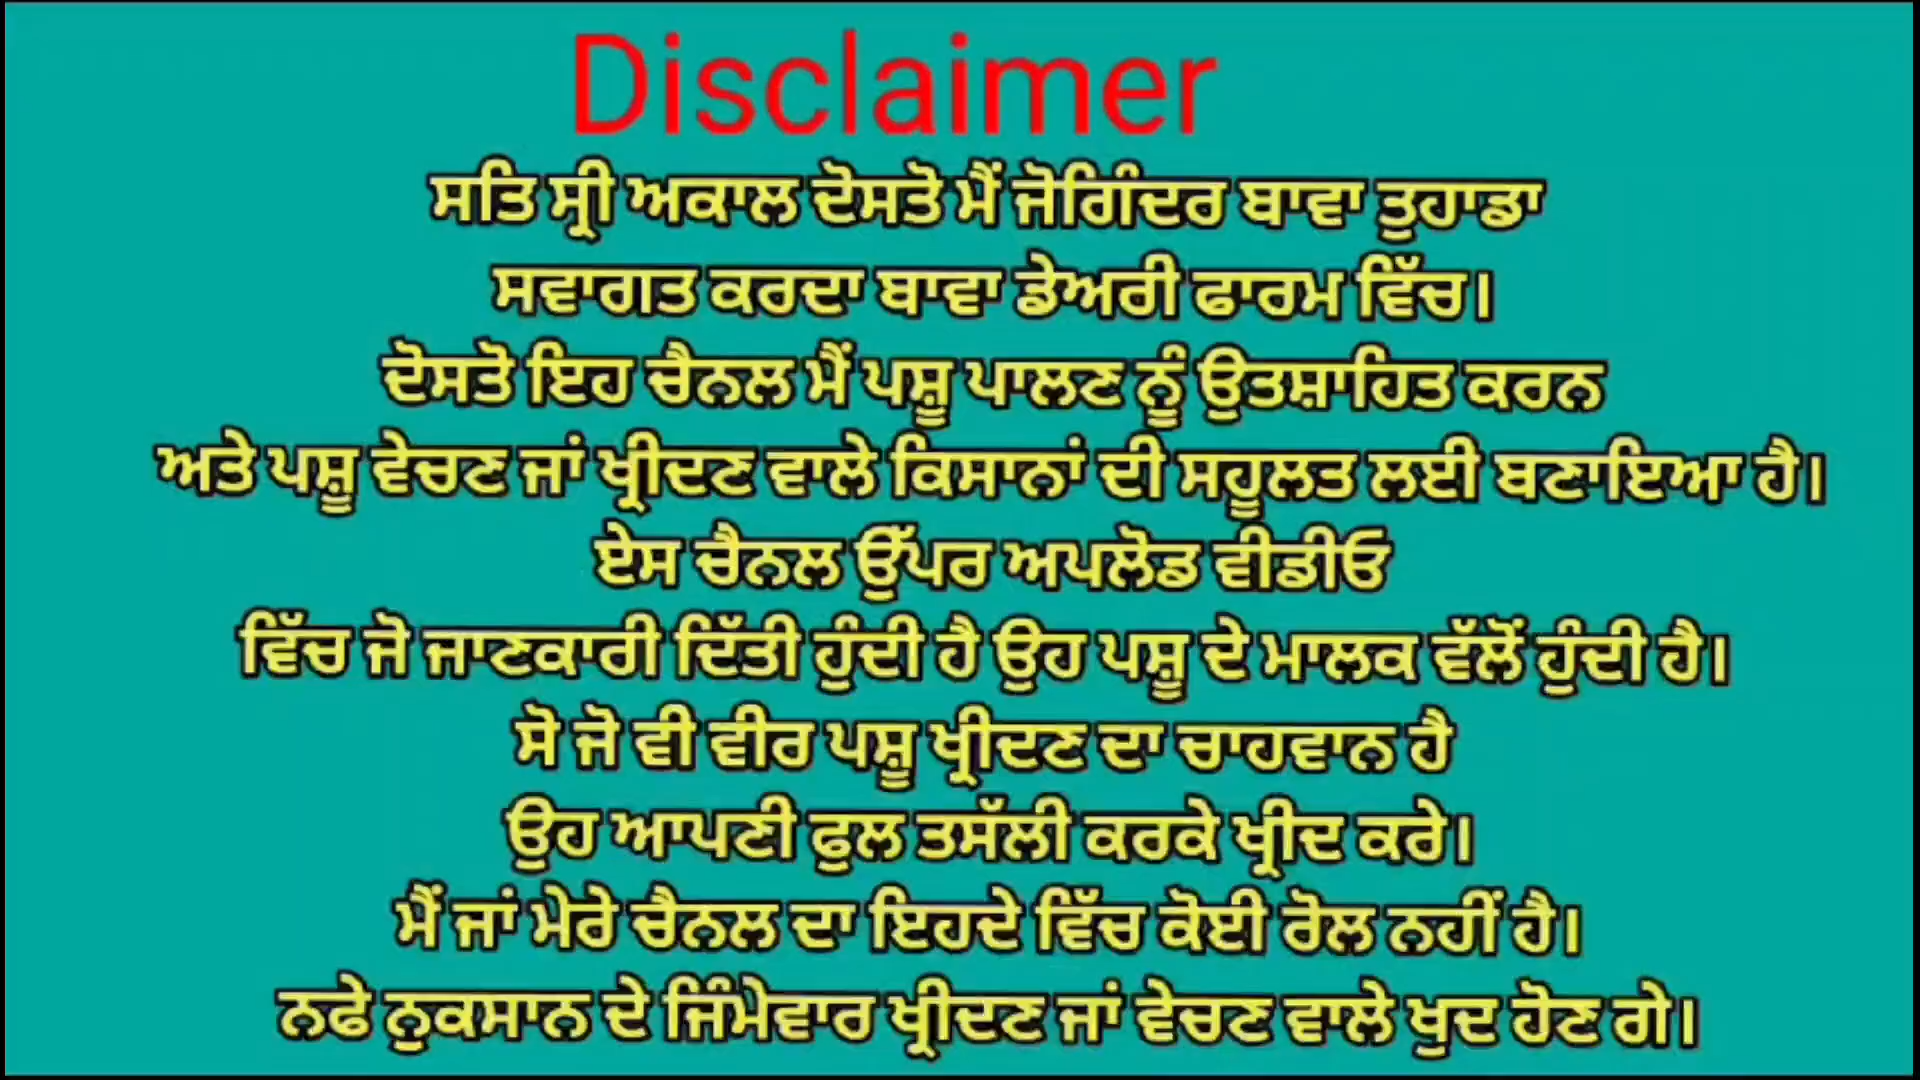 Disclaimer
ਸਤਿ ਸ੍ਰੀ ਅਕਾਲ ਦੋਸਤੋ ਮੈਂ ਜੋਗਿੰਦਰ ਬਾਵਾ ਤੁਹਾਡਾ
ਸਵਾਗਤ ਕਰਦਾ ਬਾਵਾ ਡੇਅਰੀ ਫਾਰਮ ਵਿੱਚ।
ਦੋਸਤੋ ਇਹ ਚੈਨਲ ਮੈਂ ਪਸ਼ੂ ਪਾਲਣ ਨੂੰ ਉਤਸ਼ਾਹਿਤ ਕਰਨ
ਅਤੇ ਪਸ਼ੂ ਵੇਚਣ ਜਾਂ ਖ੍ਰੀਦਣ ਵਾਲੇ ਕਿਸਾਨਾਂ ਦੀ ਸਹੂਲਤ ਲਈ ਬਣਾਇਆ ਹੈ।
ਏਸ ਚੈਨਲ ਉੱਪਰ ਅਪਲੋਡ ਵੀਡੀਓ
ਵਿੱਚ ਜੋ ਜਾਣਕਾਰੀ ਦਿੱਤੀ ਹੁੰਦੀ ਹੈ ਉਹ ਪਸ਼ੂ ਦੇ ਮਾਲਕ ਵੱਲੋਂ ਹੁੰਦੀ ਹੈ।
ਸੋ ਜੋ ਵੀ ਵੀਰ ਪਸ਼ੂ ਖ੍ਰੀਦਣ ਦਾ ਚਾਹਵਾਨ ਹੈ
ਉਹ ਆਪਣੀ ਫੁਲ ਤਸੱਲੀ ਕਰਕੇ ਖ੍ਰੀਦ ਕਰੇ।
ਮੈਂ ਜਾਂ ਮੇਰੇ ਚੈਨਲ ਦਾ ਇਹਦੇ ਵਿੱਚ ਕੋਈ ਰੋਲ ਨਹੀਂ ਹੈ।
ਨਫੇ ਨੁਕਸਾਨ ਦੇ ਜਿੰਮੇਵਾਰ ਖ੍ਰੀਦਣ ਜਾਂ ਵੇਚਣ ਵਾਲੇ ਖੁਦ ਹੋਣ ਗੇ।